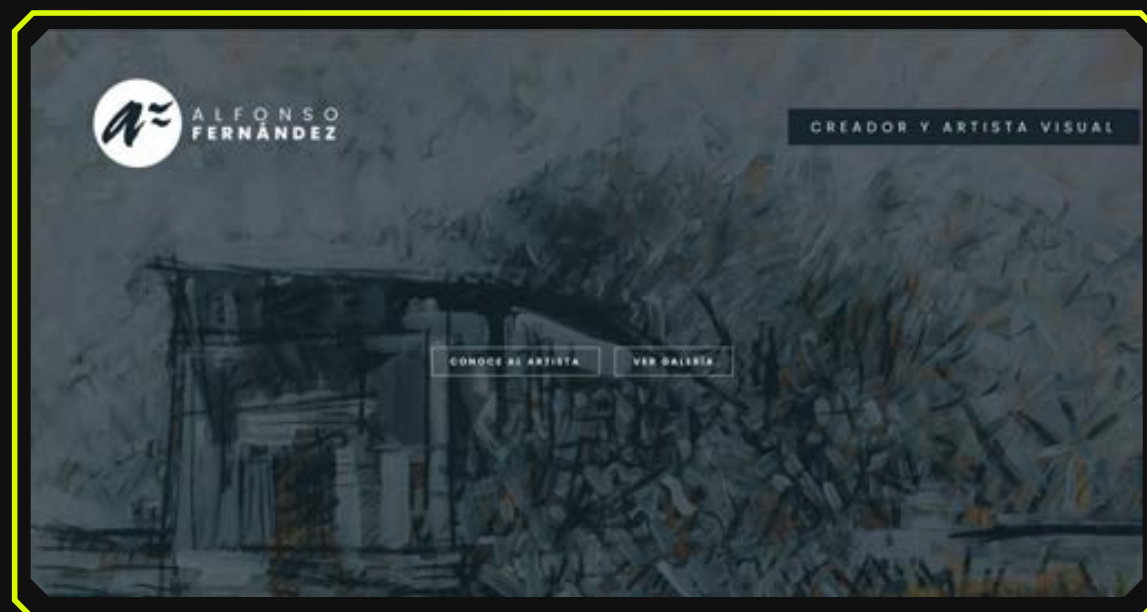 ALFONSO
FERNÁNDEZ
CREADOR Y ARTISTA VISUAL
CONOCE AL ARTISTA
VER GALERÍA